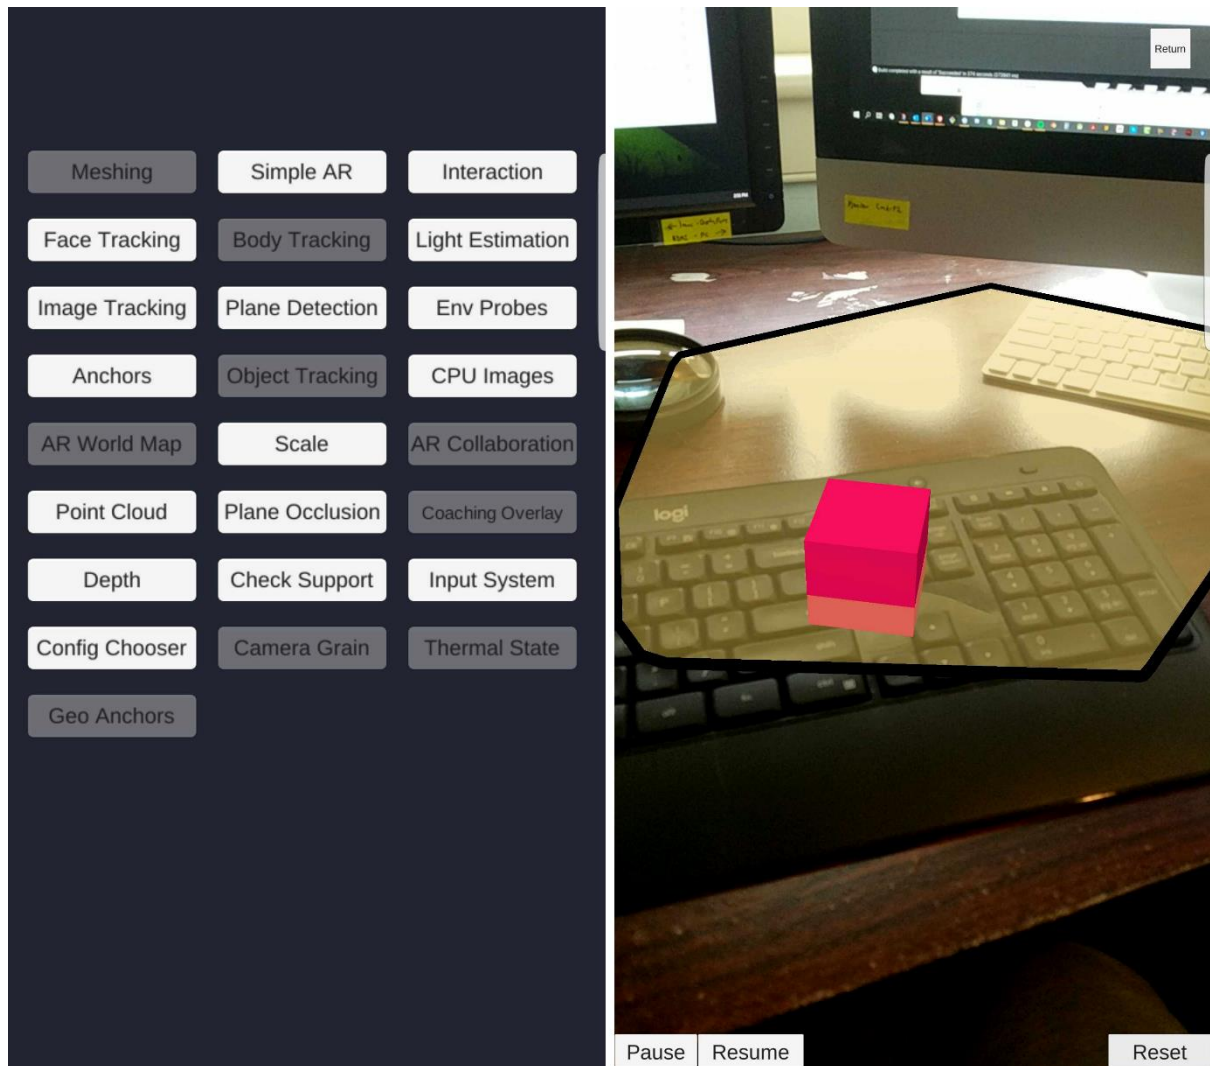 Meshing
Simple AR
Interaction
Face Tracking
Body Tracking
Light Estimation
Image Tracking
Plane Detection
Env Probes
Anchors
Object Tracking
CPU Images
AR World Map
Scale
AR Collaboration
Point Cloud
Plane Occlusion
Coaching Overlay
Depth
Check Support
Input System
Config Chooser
Camera Grain
Thermal State
Geo Anchors
Return
logi
Pause
Resume
Reset